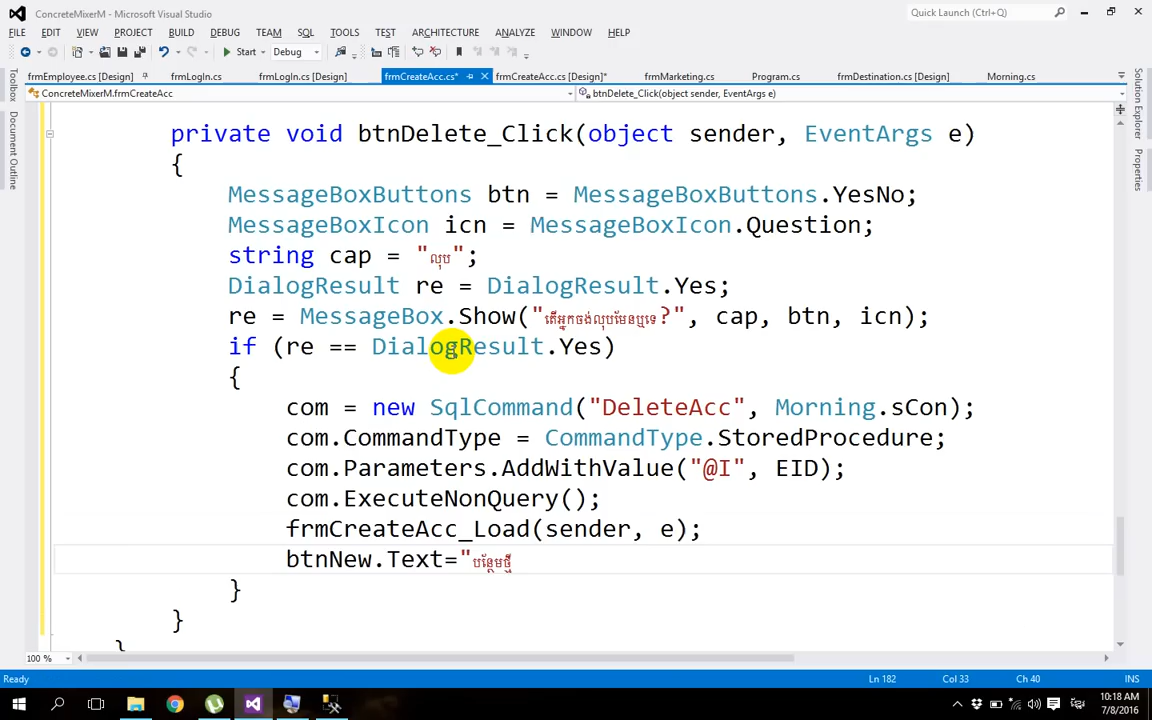 ConcreteMixerM - Microsoft Visual Studio
Quick Launch (Ctrl+Q)
FILE EDIT VIEW PROJECT BUILD DEBUG TEAM SQL TOOLS TEST ARCHITECTURE ANALYZE WINDOW HELP
Start Debug
frmEmployee.cs [Design] frmLogIn.cs frmLogIn.cs [Design] frmCreateAcc.cs* frmCreateAcc.cs [Design]* frmMarketing.cs Program.cs frmDestination.cs [Design] Morning.cs
ConcreteMixerM.frmCreateAcc btnDelete_Click(object sender, EventArgs e)
Toolbox
Document Outline
Solution Explorer
Properties
private void btnDelete_Click(object sender, EventArgs e)
{
MessageBoxButtons btn = MessageBoxButtons.YesNo;
MessageBoxIcon icn = MessageBoxIcon.Question;
string cap = "លុប";
DialogResult re = DialogResult.Yes;
re = MessageBox.Show("តើអ្នកចង់លុបមែនឬទេ?", cap, btn, icn);
if (re == DialogResult.Yes)
{
com = new SqlCommand("DeleteAcc", Morning.sCon);
com.CommandType = CommandType.StoredProcedure;
com.Parameters.AddWithValue("@I", EID);
com.ExecuteNonQuery();
frmCreateAcc_Load(sender, e);
btnNew.Text="បន្ថែមថ្មី
}
}
}
100 %
Ready Ln 182 Col 33 Ch 40 INS
10:18 AM
7/8/2016